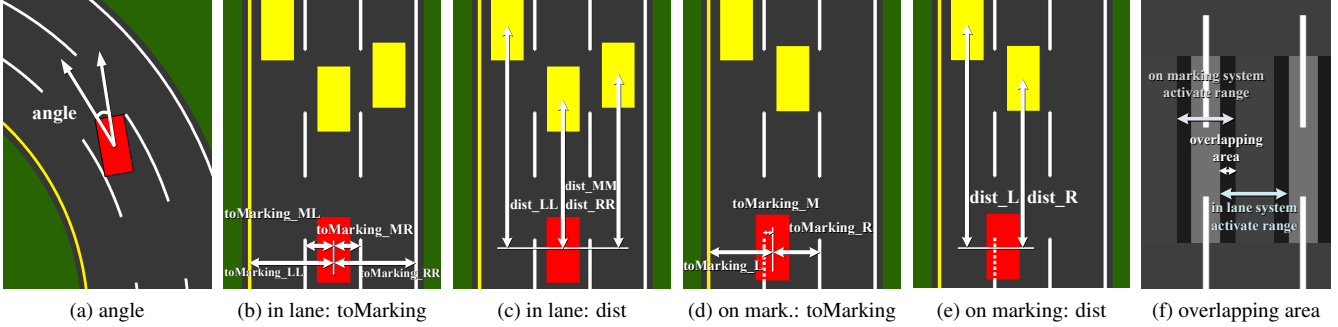 angle
(a) angle
toMarking_ML
toMarking_MR
toMarking_LL
toMarking_RR
(b) in lane: toMarking
dist_MM
dist_LL
dist_RR
(c) in lane: dist
toMarking_M
toMarking_R
toMarking_L
(d) on mark.: toMarking
dist_L
dist_R
(e) on marking: dist
on marking system
activate range
overlapping
area
in lane system
activate range
(f) overlapping area